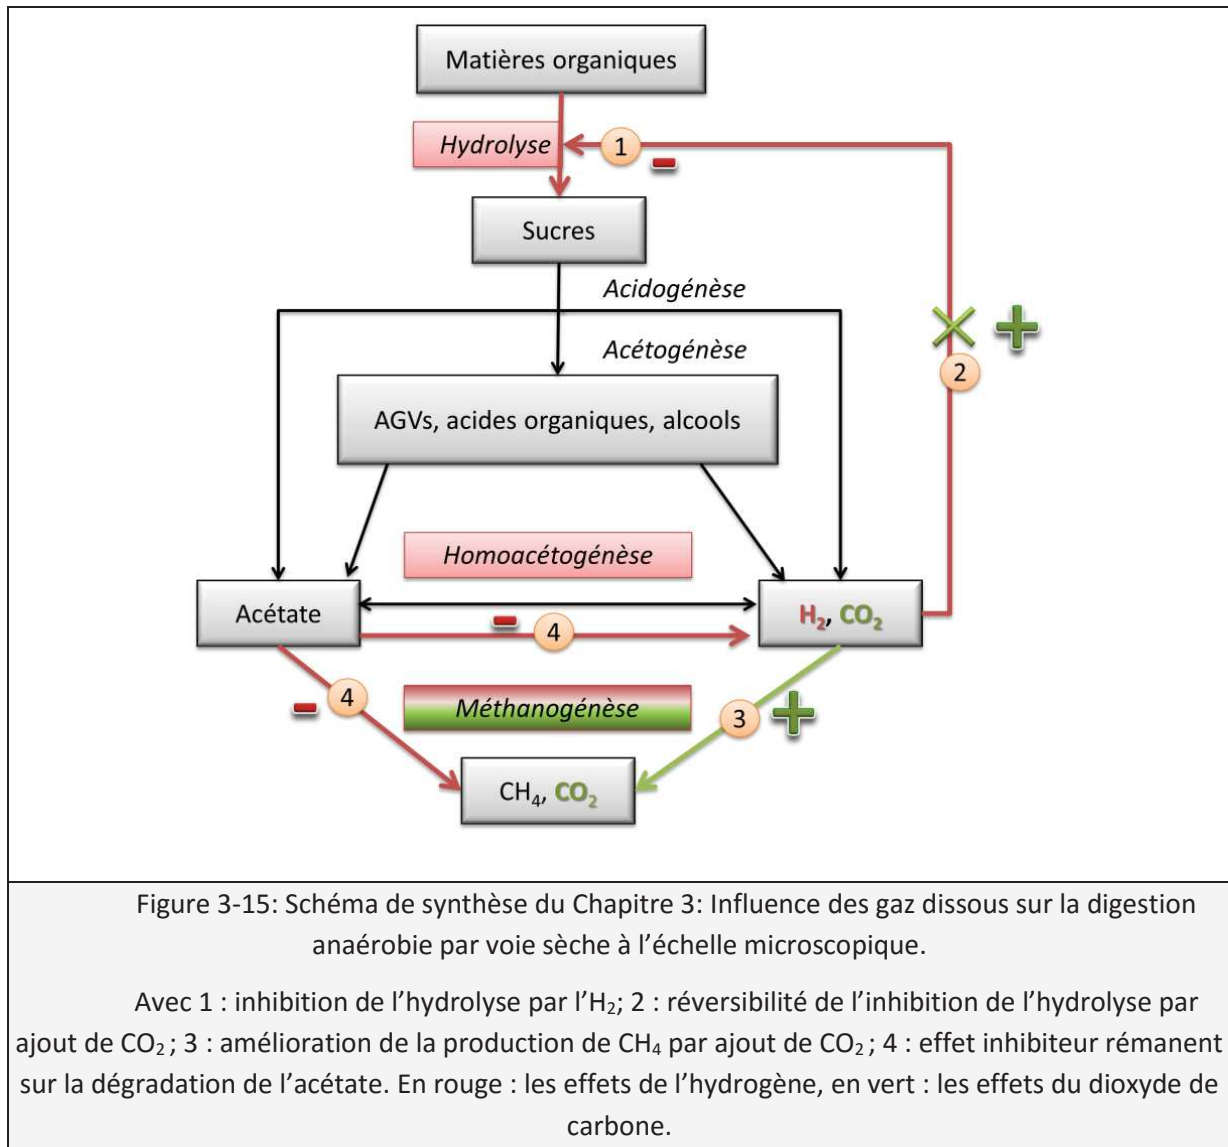 Matières organiques
Hydrolyse
1
Sucres
Acidogénèse
Acétogénèse
2
AGVs, acides organiques, alcools
Homoacétogénèse
Acétate
H₂, CO₂
4
4
Méthanogénèse
3
CH₄, CO₂
Figure 3-15: Schéma de synthèse du Chapitre 3: Influence des gaz dissous sur la digestion
anaérobie par voie sèche à l’échelle microscopique.
Avec 1 : inhibition de l’hydrolyse par l’H₂; 2 : réversibilité de l’inhibition de l’hydrolyse par
ajout de CO₂ ; 3 : amélioration de la production de CH₄ par ajout de CO₂ ; 4 : effet inhibiteur rémanent
sur la dégradation de l’acétate. En rouge : les effets de l’hydrogène, en vert : les effets du dioxyde de
carbone.